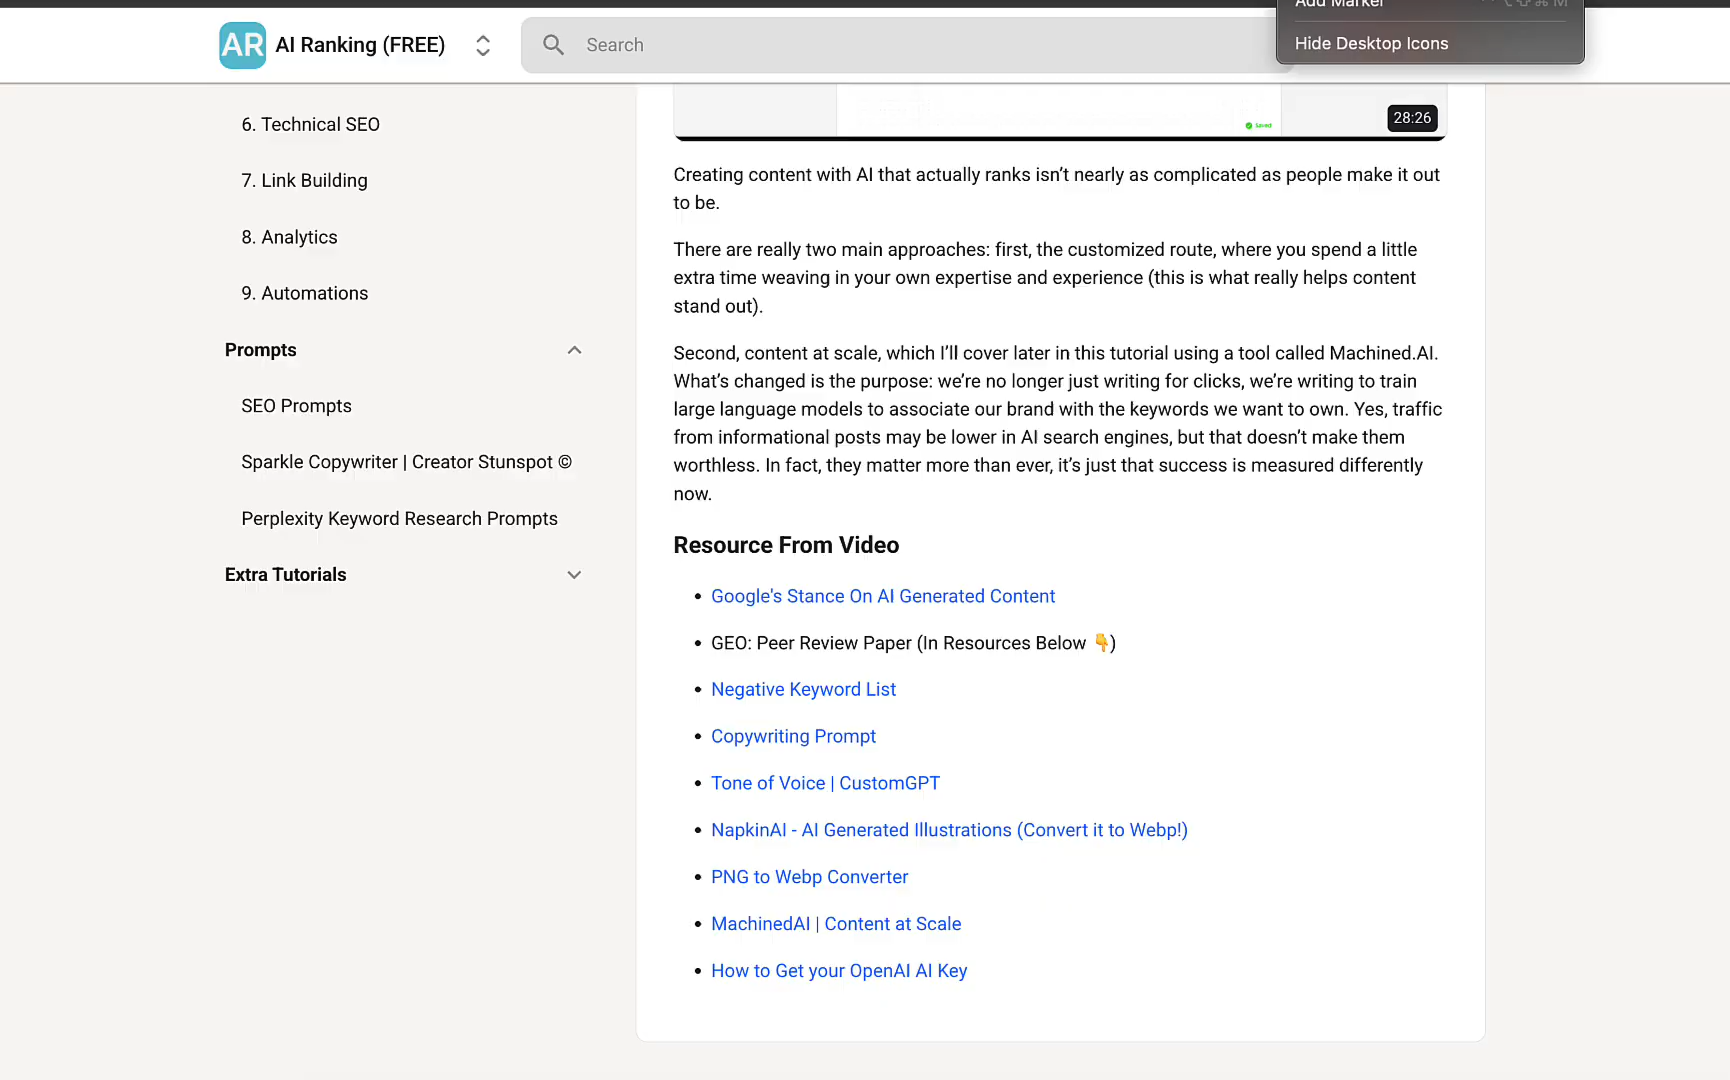 Add Marker
Hide Desktop Icons
AR AI Ranking (FREE)
Search
6. Technical SEO
7. Link Building
8. Analytics
9. Automations
Prompts
SEO Prompts
Sparkle Copywriter | Creator Stunspot ©
Perplexity Keyword Research Prompts
Extra Tutorials
Saved
28:26
Creating content with AI that actually ranks isn’t nearly as complicated as people make it out
to be.
There are really two main approaches: first, the customized route, where you spend a little
extra time weaving in your own expertise and experience (this is what really helps content
stand out).
Second, content at scale, which I’ll cover later in this tutorial using a tool called Machined.AI.
What’s changed is the purpose: we’re no longer just writing for clicks, we’re writing to train
large language models to associate our brand with the keywords we want to own. Yes, traffic
from informational posts may be lower in AI search engines, but that doesn’t make them
worthless. In fact, they matter more than ever, it’s just that success is measured differently
now.
Resource From Video
• Google's Stance On AI Generated Content
• GEO: Peer Review Paper (In Resources Below 👇)
• Negative Keyword List
• Copywriting Prompt
• Tone of Voice | CustomGPT
• NapkinAI - AI Generated Illustrations (Convert it to Webp!)
• PNG to Webp Converter
• MachinedAI | Content at Scale
• How to Get your OpenAI AI Key